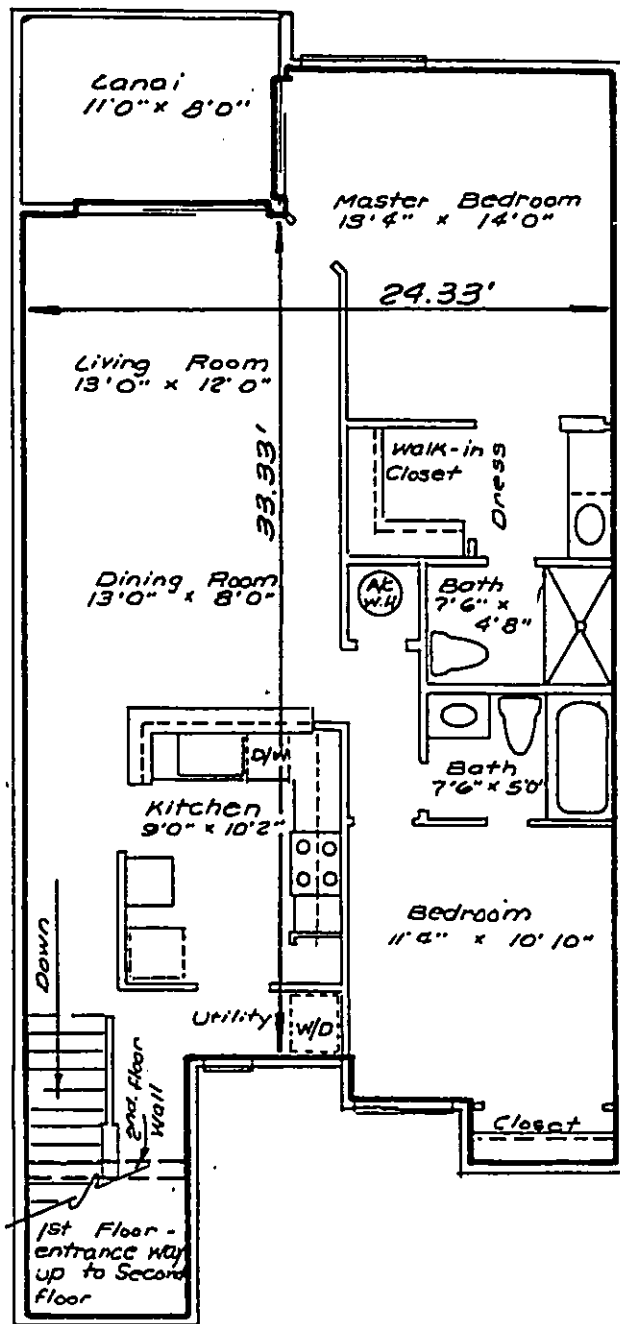 Lanai
11'0" x 8'0"
Master Bedroom
13'4" x 14'0"
24.33'
Living Room
13'0" x 12'0"
33.33'
Walk-in
Closet
Dress
Dining Room
13'0" x 8'0"
A/C
W.H
Bath
7'6" x
4'8"
D/W
Bath
7'6" x 5'0"
Kitchen
9'0" x 10'2"
Bedroom
11'4" x 10'10"
Down
Utility
W/D
2nd. floor
Wall
Closet
1st Floor -
entrance way
up to Second
floor